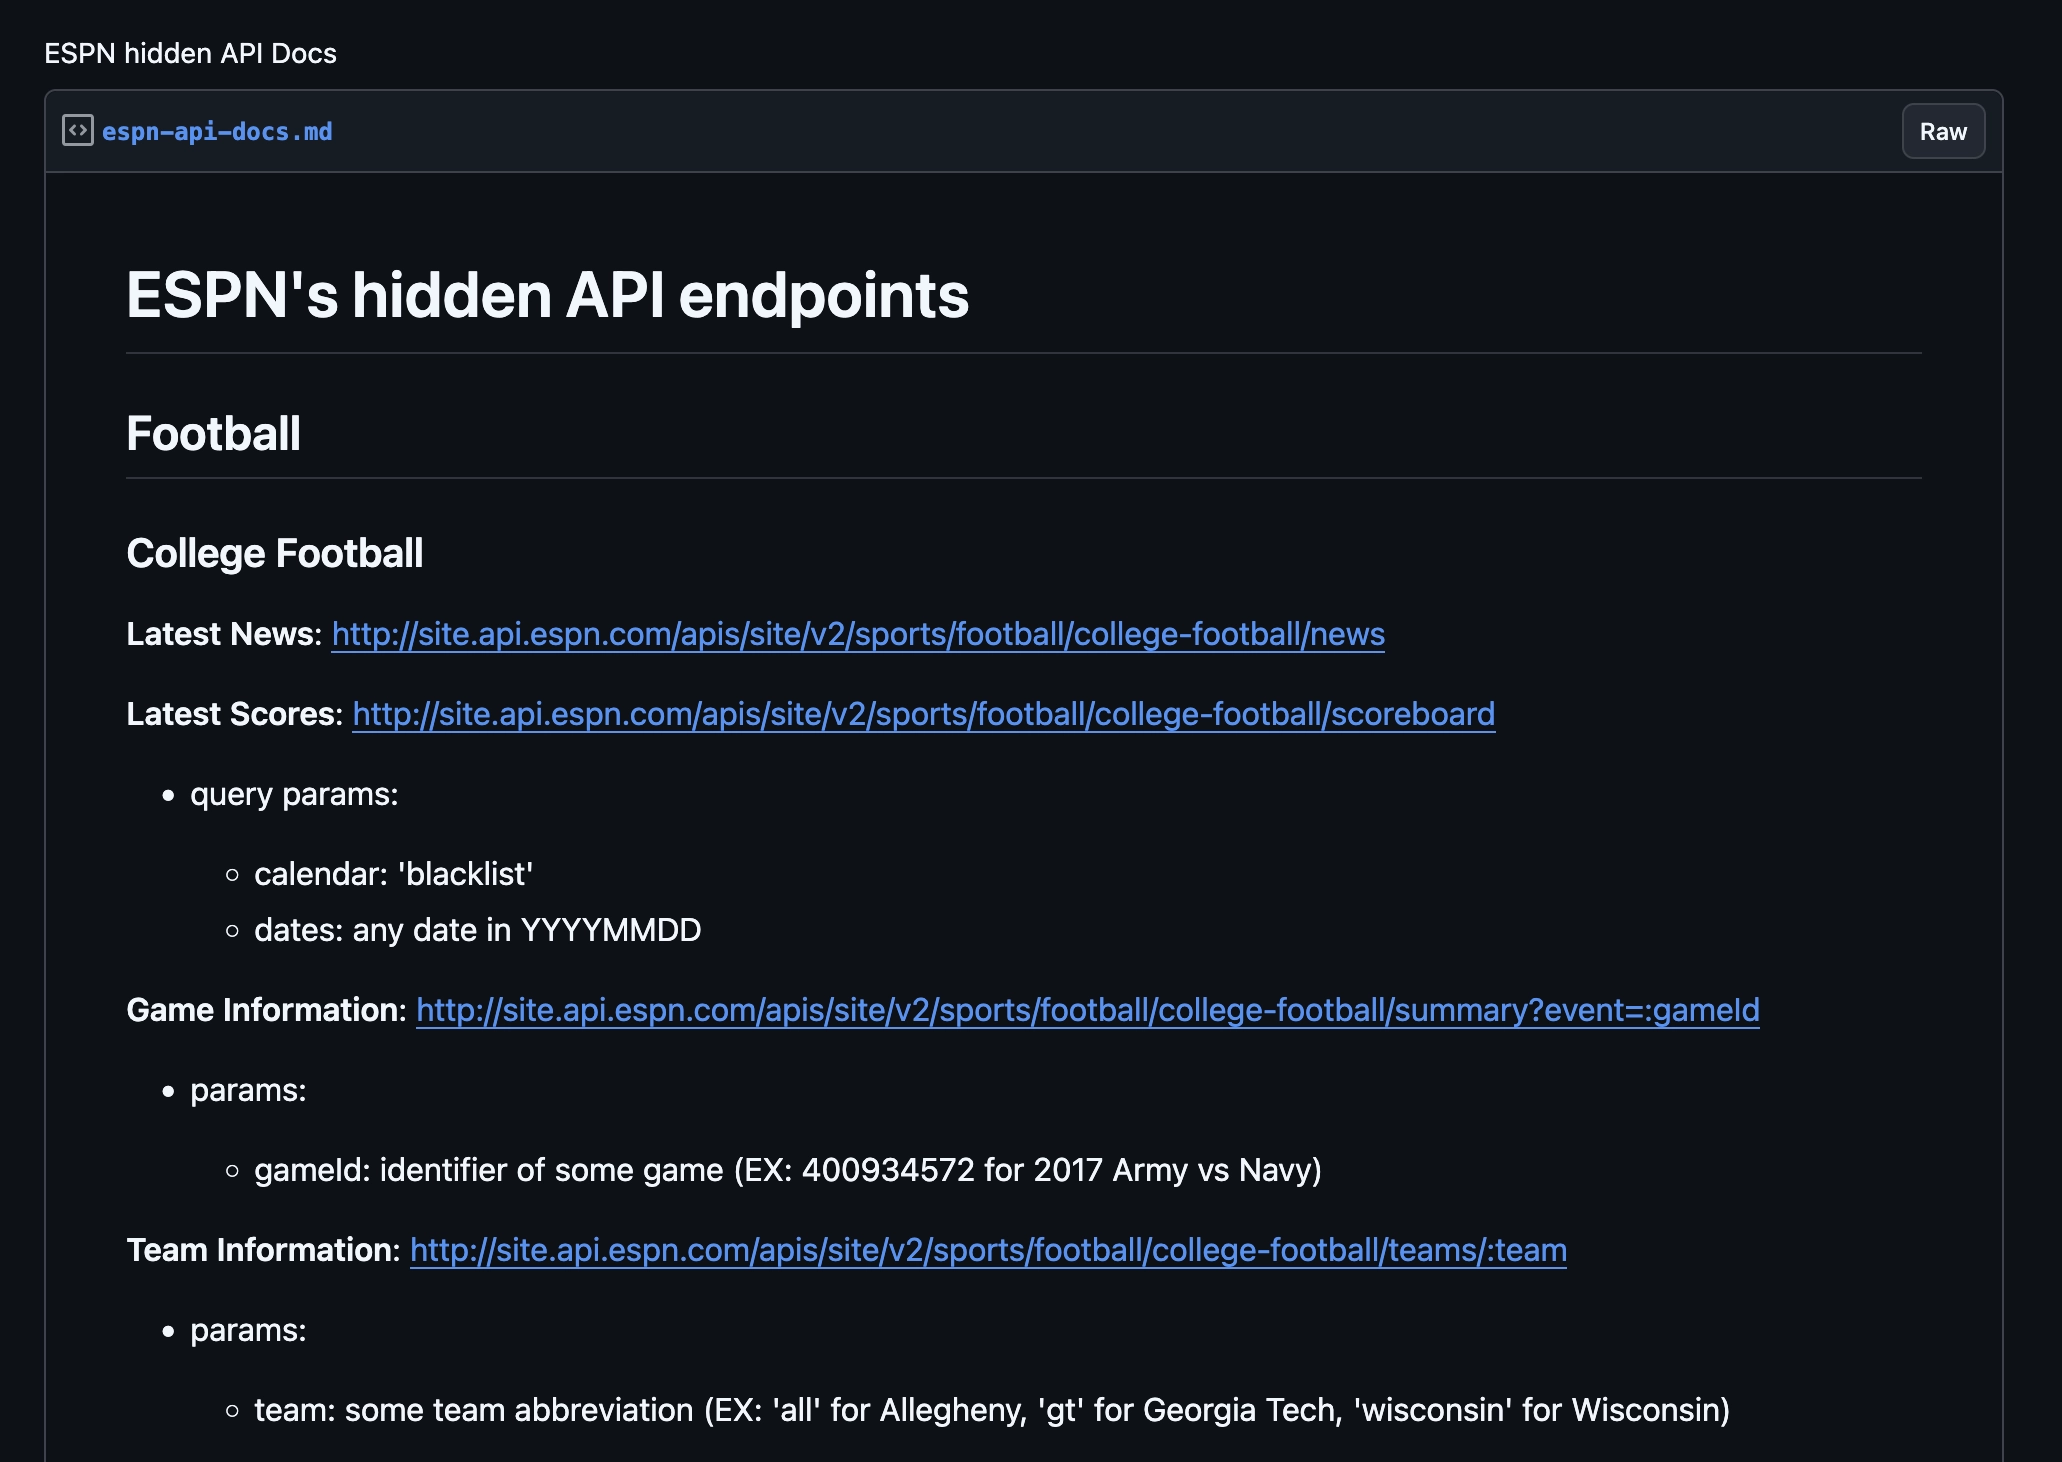 ESPN hidden API Docs
espn-api-docs.md
Raw
ESPN's hidden API endpoints
Football
College Football
Latest News: http://site.api.espn.com/apis/site/v2/sports/football/college-football/news
Latest Scores: http://site.api.espn.com/apis/site/v2/sports/football/college-football/scoreboard
query params:
calendar: 'blacklist'
dates: any date in YYYYMMDD
Game Information: http://site.api.espn.com/apis/site/v2/sports/football/college-football/summary?event=:gameId
params:
gameId: identifier of some game (EX: 400934572 for 2017 Army vs Navy)
Team Information: http://site.api.espn.com/apis/site/v2/sports/football/college-football/teams/:team
params:
team: some team abbreviation (EX: 'all' for Allegheny, 'gt' for Georgia Tech, 'wisconsin' for Wisconsin)